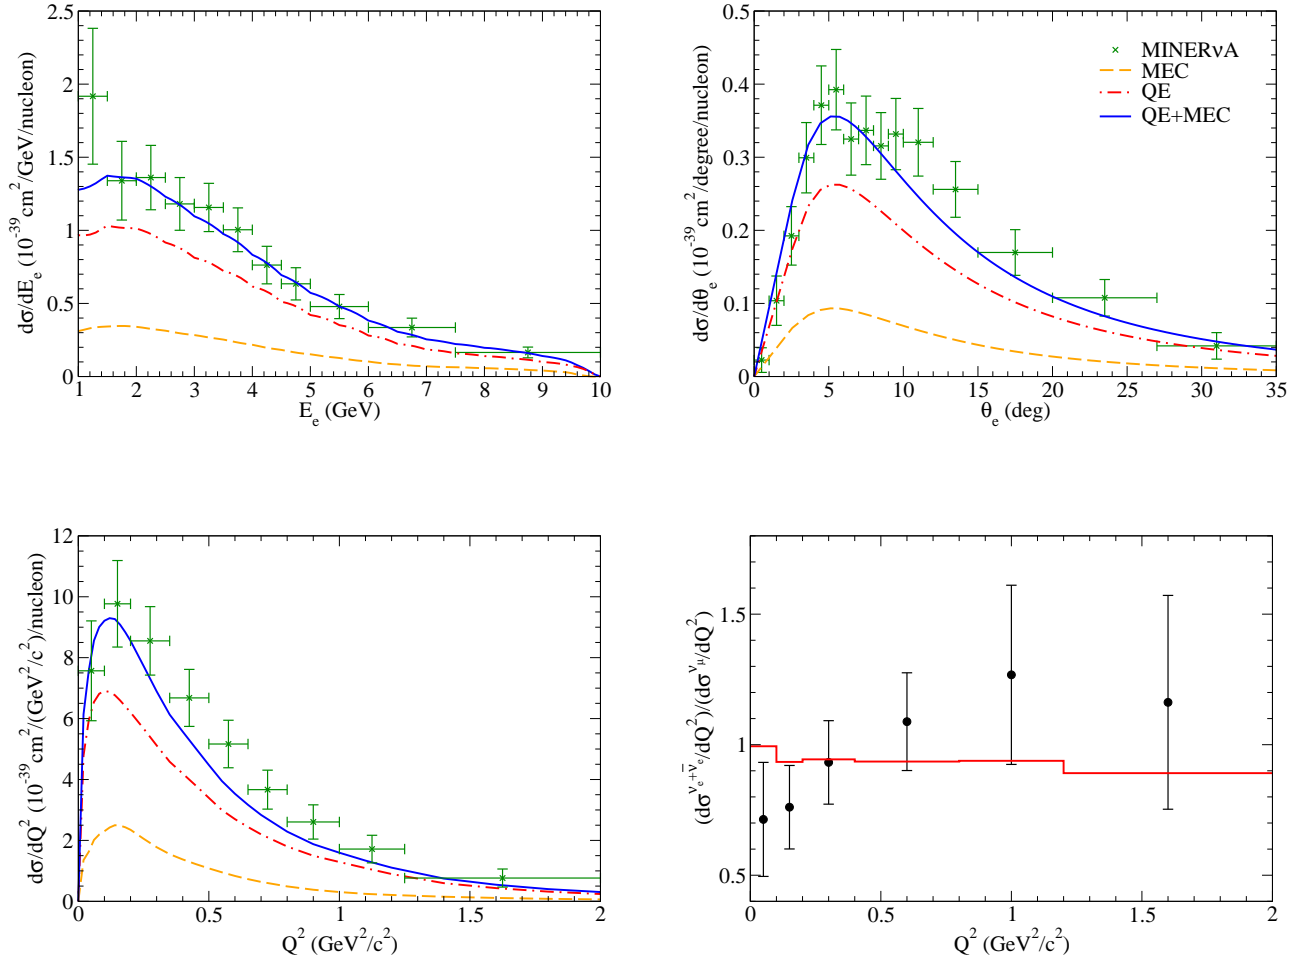 dσ/dE_e (10^-39 cm^2/GeV/nucleon)
2.5
2
1.5
1
0.5
0
1 2 3 4 5 6 7 8 9 10
E_e (GeV)
dσ/dθ_e (10^-39 cm^2/degree/nucleon)
0.5
0.4
0.3
0.2
0.1
0
0 5 10 15 20 25 30 35
θ_e (deg)
MINERνA
MEC
QE
QE+MEC
dσ/dQ^2 (10^-39 cm^2/(GeV^2/c^2)/nucleon)
12
10
8
6
4
2
0
0 0.5 1 1.5 2
Q^2 (GeV^2/c^2)
(dσ^{ν_e+ν̅_e}/dQ^2)/(dσ^{ν_μ}/dQ^2)
1.5
1
0.5
0 0.5 1 1.5 2
Q^2 (GeV^2/c^2)